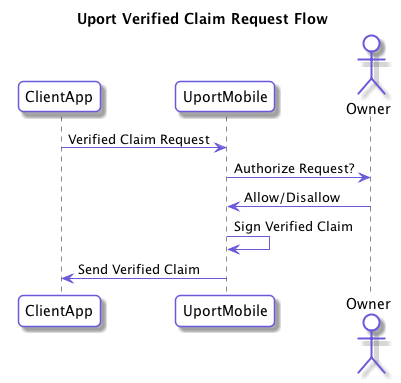 Uport Verified Claim Request Flow
Owner
ClientApp
UportMobile
Verified Claim Request
Authorize Request?
Allow/Disallow
Sign Verified Claim
Send Verified Claim
ClientApp
UportMobile
Owner